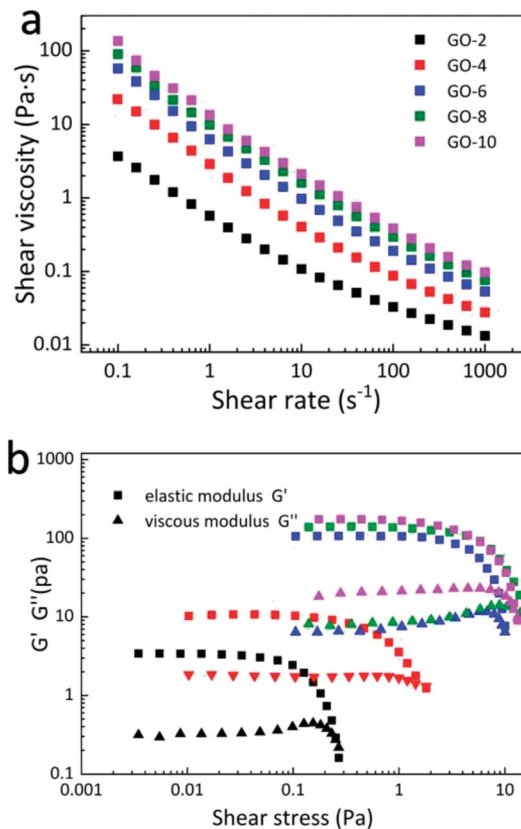 a
Shear viscosity (Pa·s)
100
10
1
0.1
0.01
GO-2
GO-4
GO-6
GO-8
GO-10
0.1 1 10 100 1000
Shear rate (s⁻¹)
b
G' G''(pa)
1000
100
10
1
0.1
elastic modulus G'
viscous modulus G''
0.001 0.01 0.1 1 10
Shear stress (Pa)